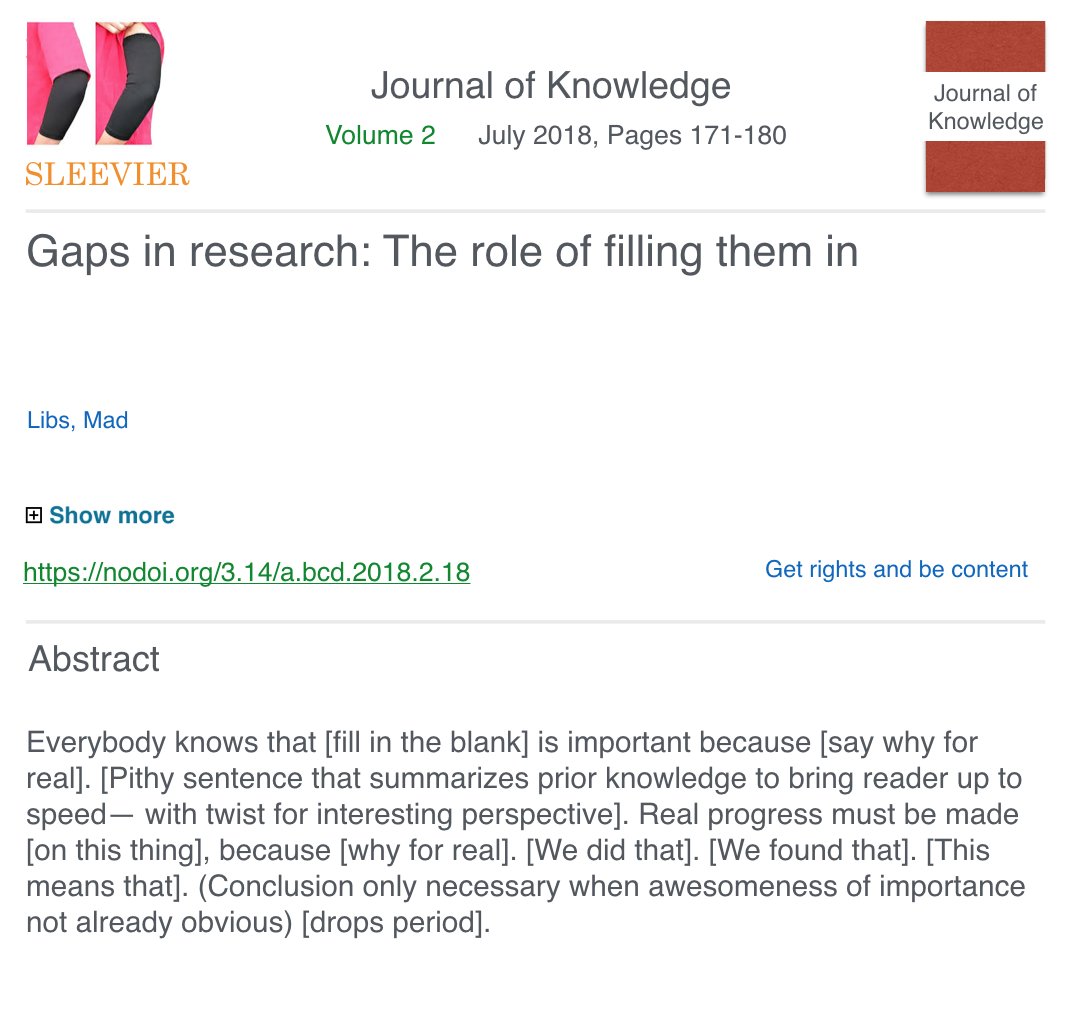 Journal of Knowledge
Volume 2 July 2018, Pages 171-180
Journal of
Knowledge
SLEEVIER
Gaps in research: The role of filling them in
Libs, Mad
Show more
https://nodoi.org/3.14/a.bcd.2018.2.18
Get rights and be content
Abstract
Everybody knows that [fill in the blank] is important because [say why for
real]. [Pithy sentence that summarizes prior knowledge to bring reader up to
speed— with twist for interesting perspective]. Real progress must be made
[on this thing], because [why for real]. [We did that]. [We found that]. [This
means that]. (Conclusion only necessary when awesomeness of importance
not already obvious) [drops period].